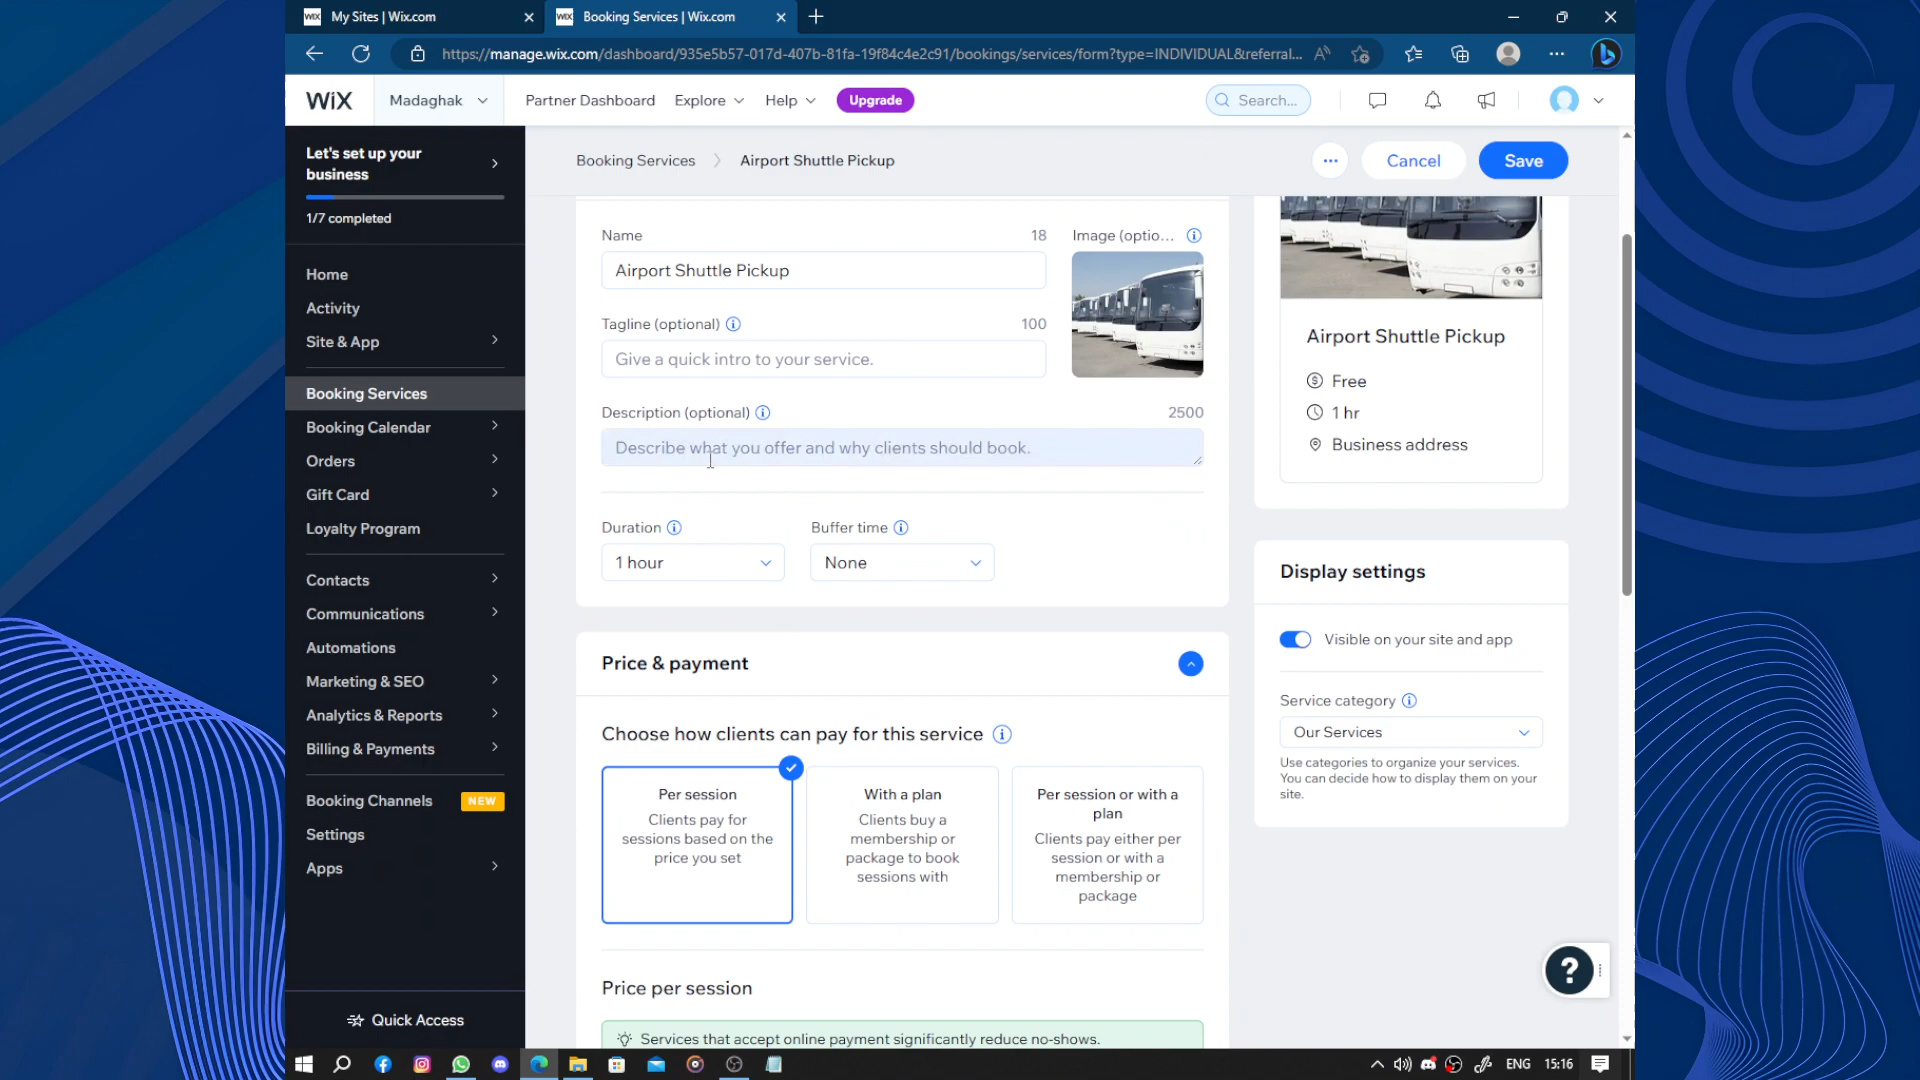 WiX My Sites | Wix.com
WiX Booking Services | Wix.com
https://manage.wix.com/dashboard/935e5b57-017d-407b-81fa-19f84c4e2c91/bookings/services/form?type=INDIVIDUAL&referral...
WiX
Madaghak
Partner Dashboard
Explore
Help
Upgrade
Search...
Let's set up your
business
1/7 completed
Home
Activity
Site & App
Booking Services
Booking Calendar
Orders
Gift Card
Loyalty Program
Contacts
Communications
Automations
Marketing & SEO
Analytics & Reports
Billing & Payments
Booking Channels NEW
Settings
Apps
Quick Access
Booking Services
Airport Shuttle Pickup
Cancel
Save
Name 18
Airport Shuttle Pickup
Image (optio...
Tagline (optional) 100
Give a quick intro to your service.
Description (optional) 2500
Describe what you offer and why clients should book.
Duration
1 hour
Buffer time
None
Price & payment
Choose how clients can pay for this service
Per session
Clients pay for
sessions based on the
price you set
With a plan
Clients buy a
membership or
package to book
sessions with
Per session or with a
plan
Clients pay either per
session or with a
membership or
package
Price per session
Services that accept online payment significantly reduce no-shows.
Airport Shuttle Pickup
Free
1 hr
Business address
Display settings
Visible on your site and app
Service category
Our Services
Use categories to organize your services.
You can decide how to display them on your
site.
?
ENG 15:16